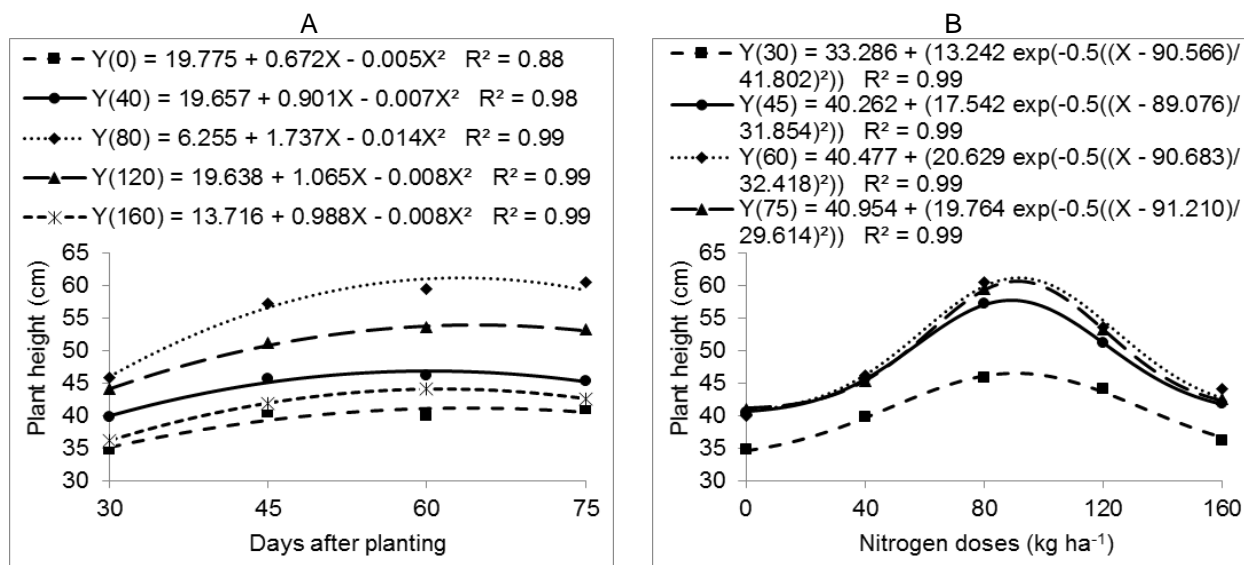 A
Y(0) = 19.775 + 0.672X - 0.005X² R² = 0.88
Y(40) = 19.657 + 0.901X - 0.007X² R² = 0.98
Y(80) = 6.255 + 1.737X - 0.014X² R² = 0.99
Y(120) = 19.638 + 1.065X - 0.008X² R² = 0.99
Y(160) = 13.716 + 0.988X - 0.008X² R² = 0.99
Plant height (cm)
65
60
55
50
45
40
35
30
30 45 60 75
Days after planting
B
Y(30) = 33.286 + (13.242 exp(-0.5((X - 90.566)/
41.802)²)) R² = 0.99
Y(45) = 40.262 + (17.542 exp(-0.5((X - 89.076)/
31.854)²)) R² = 0.99
Y(60) = 40.477 + (20.629 exp(-0.5((X - 90.683)/
32.418)²)) R² = 0.99
Y(75) = 40.954 + (19.764 exp(-0.5((X - 91.210)/
29.614)²)) R² = 0.99
Plant height (cm)
65
60
55
50
45
40
35
30
0 40 80 120 160
Nitrogen doses (kg ha⁻¹)